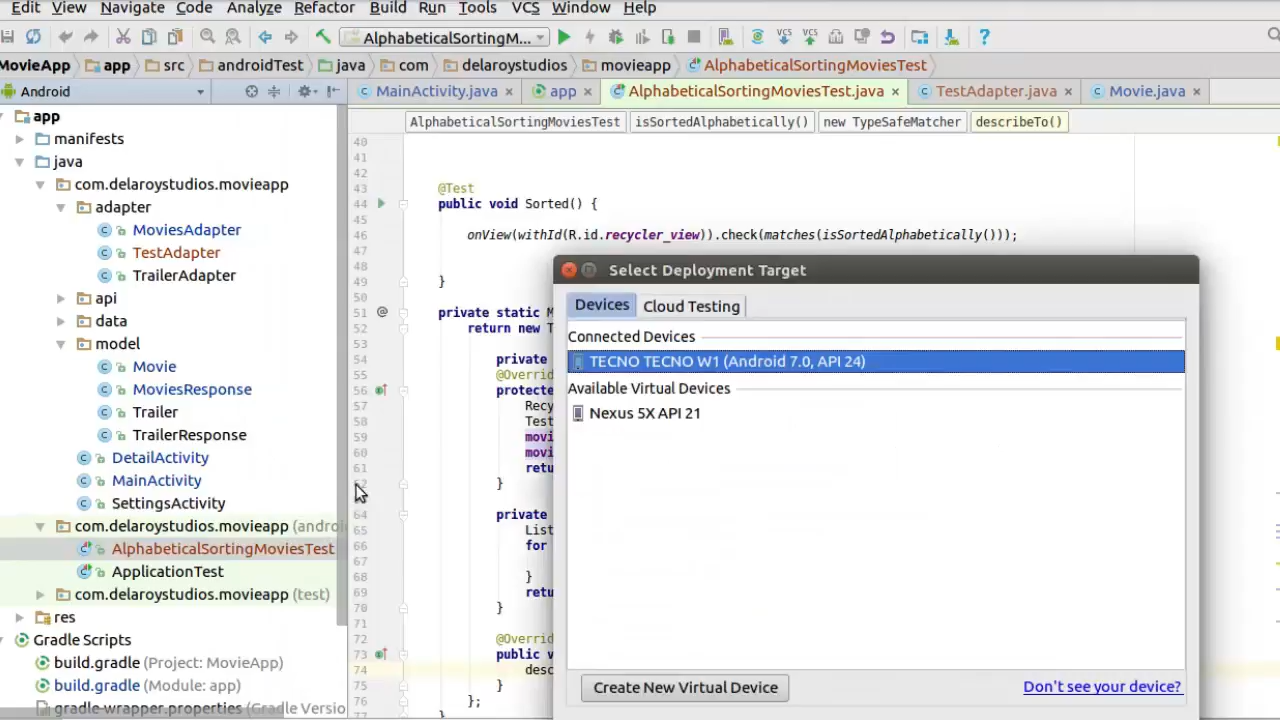 Edit View Navigate Code Analyze Refactor Build Run Tools VCS Window Help
AlphabeticalSortingM...
MovieApp app src androidTest java com delaroystudios movieapp AlphabeticalSortingMoviesTest
Android
MainActivity.java app AlphabeticalSortingMoviesTest.java TestAdapter.java Movie.java
AlphabeticalSortingMoviesTest isSortedAlphabetically() new TypeSafeMatcher describeTo()
app
manifests
java
com.delaroystudios.movieapp
adapter
MoviesAdapter
TestAdapter
TrailerAdapter
api
data
model
Movie
MoviesResponse
Trailer
TrailerResponse
DetailActivity
MainActivity
SettingsActivity
com.delaroystudios.movieapp (androi
AlphabeticalSortingMoviesTest
ApplicationTest
com.delaroystudios.movieapp (test)
res
Gradle Scripts
build.gradle (Project: MovieApp)
build.gradle (Module: app)
gradle-wrapper.properties (Gradle Versio
40
41
42
43 @Test
44 public void Sorted() {
45
46 onView(withId(R.id.recycler_view)).check(matches(isSortedAlphabetically()));
47
48
49 }
50
51 private static M
52 return new T
53
54 private
55 @Overrid
56 protecte
57 Recy
58 Test
59 movi
60 movi
61 retu
62 }
64 private
65 List
66 for
67
68 }
69 retu
70 }
71
72 @Overrid
73 public v
74 desc
75 }
76 };
77 }
Select Deployment Target
Devices Cloud Testing
Connected Devices
TECNO TECNO W1 (Android 7.0, API 24)
Available Virtual Devices
Nexus 5X API 21
Create New Virtual Device
Don't see your device?